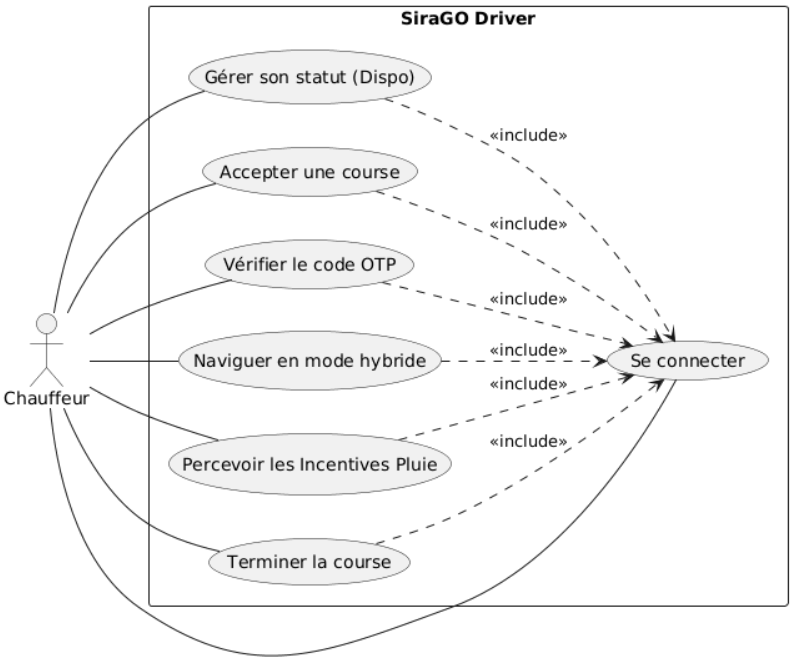 SiraGO Driver
Gérer son statut (Dispo)
«include»
Accepter une course
«include»
Vérifier le code OTP
«include»
Naviguer en mode hybride
«include»
Se connecter
Chauffeur
«include»
Percevoir les Incentives Pluie
«include»
Terminer la course